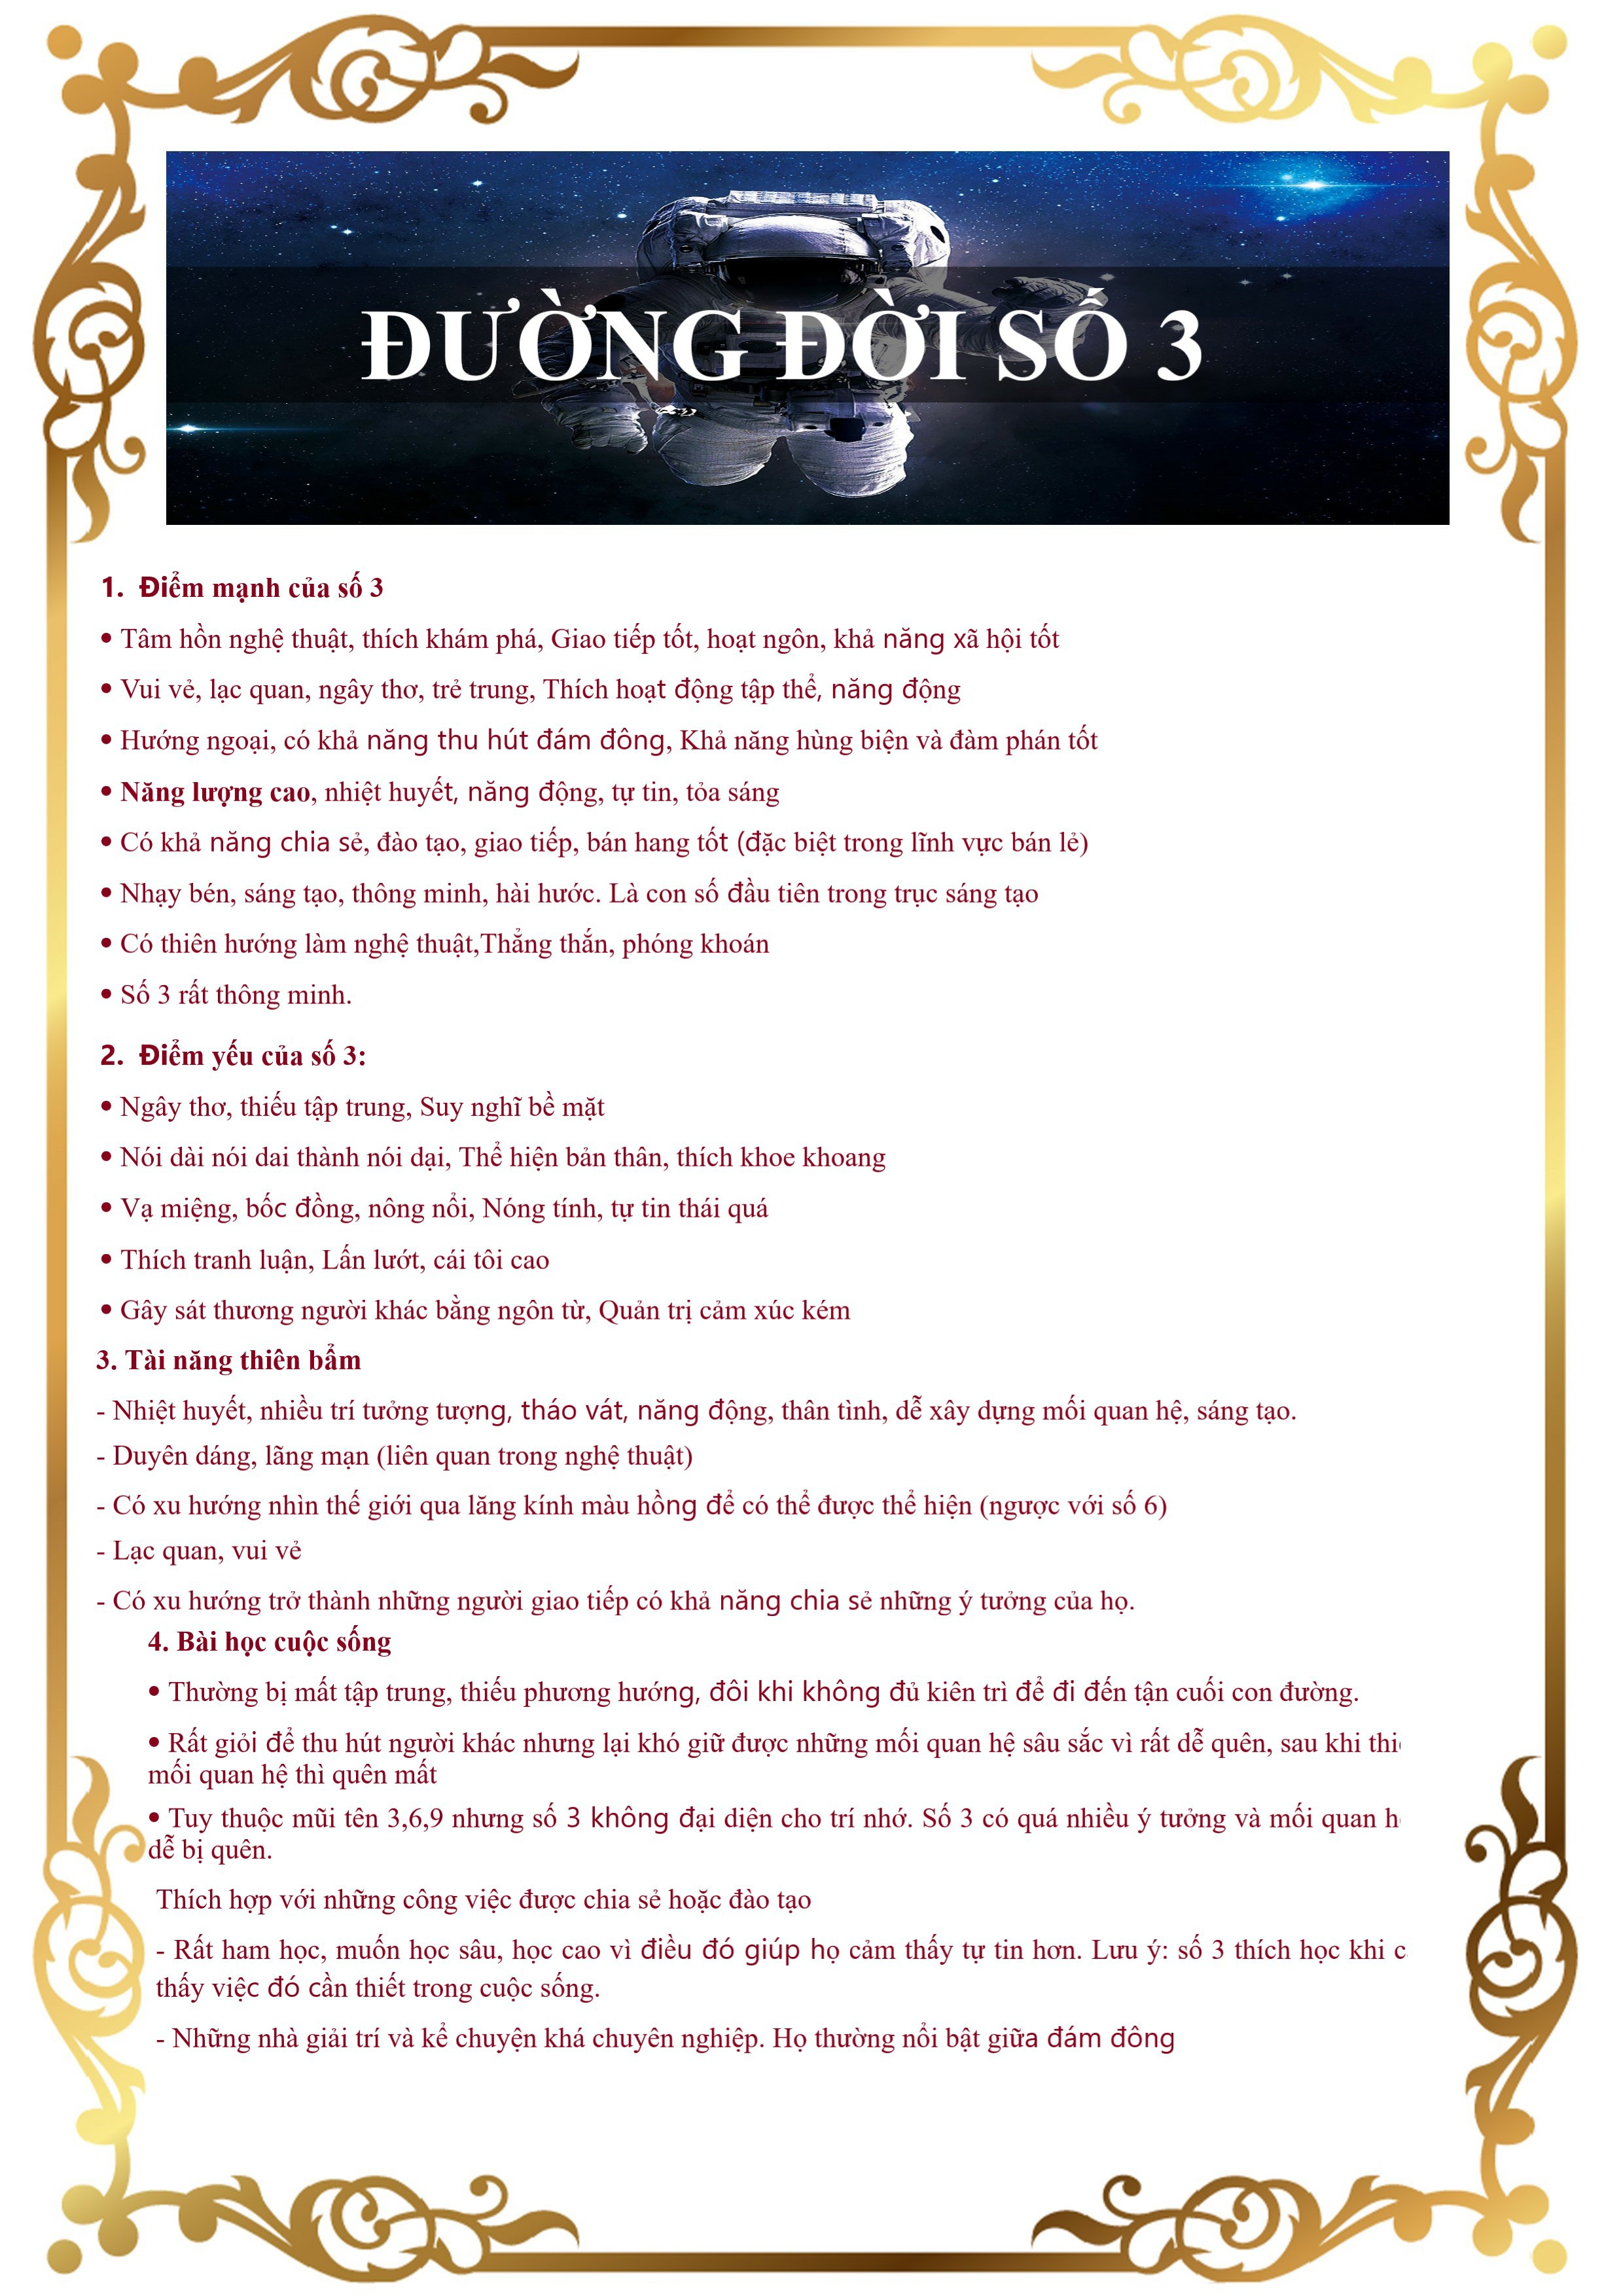 ĐƯỜNG ĐỜI SỐ 3
1. Điểm mạnh của số 3
• Tâm hồn nghệ thuật, thích khám phá, Giao tiếp tốt, hoạt ngôn, khả năng xã hội tốt
• Vui vẻ, lạc quan, ngây thơ, trẻ trung, Thích hoạt động tập thể, năng động
• Hướng ngoại, có khả năng thu hút đám đông, Khả năng hùng biện và đàm phán tốt
• Năng lượng cao, nhiệt huyết, năng động, tự tin, tỏa sáng
• Có khả năng chia sẻ, đào tạo, giao tiếp, bán hang tốt (đặc biệt trong lĩnh vực bán lẻ)
• Nhạy bén, sáng tạo, thông minh, hài hước. Là con số đầu tiên trong trục sáng tạo
• Có thiên hướng làm nghệ thuật,Thẳng thắn, phóng khoán
• Số 3 rất thông minh.
2. Điểm yếu của số 3:
• Ngây thơ, thiếu tập trung, Suy nghĩ bề mặt
• Nói dài nói dai thành nói dại, Thể hiện bản thân, thích khoe khoang
• Vạ miệng, bốc đồng, nông nổi, Nóng tính, tự tin thái quá
• Thích tranh luận, Lấn lướt, cái tôi cao
• Gây sát thương người khác bằng ngôn từ, Quản trị cảm xúc kém
3. Tài năng thiên bẩm
- Nhiệt huyết, nhiều trí tưởng tượng, tháo vát, năng động, thân tình, dễ xây dựng mối quan hệ, sáng tạo.
- Duyên dáng, lãng mạn (liên quan trong nghệ thuật)
- Có xu hướng nhìn thế giới qua lăng kính màu hồng để có thể được thể hiện (ngược với số 6)
- Lạc quan, vui vẻ
- Có xu hướng trở thành những người giao tiếp có khả năng chia sẻ những ý tưởng của họ.
4. Bài học cuộc sống
• Thường bị mất tập trung, thiếu phương hướng, đôi khi không đủ kiên trì để đi đến tận cuối con đường.
• Rất giỏi để thu hút người khác nhưng lại khó giữ được những mối quan hệ sâu sắc vì rất dễ quên, sau khi
mối quan hệ thì quên mất
• Tuy thuộc mũi tên 3,6,9 nhưng số 3 không đại diện cho trí nhớ. Số 3 có quá nhiều ý tưởng và mối quan
dễ bị quên.
Thích hợp với những công việc được chia sẻ hoặc đào tạo
- Rất ham học, muốn học sâu, học cao vì điều đó giúp họ cảm thấy tự tin hơn. Lưu ý: số 3 thích học khi
thấy việc đó cần thiết trong cuộc sống.
- Những nhà giải trí và kể chuyện khá chuyên nghiệp. Họ thường nổi bật giữa đám đông